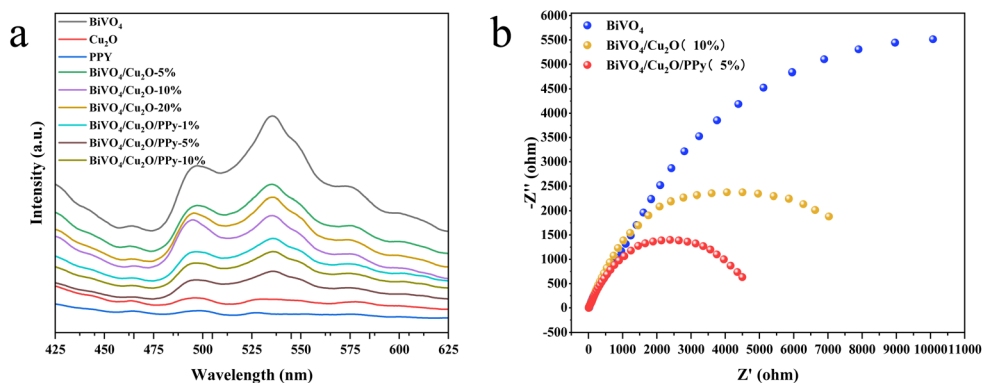 a
BiVO₄
Cu₂O
PPY
BiVO₄/Cu₂O-5%
BiVO₄/Cu₂O-10%
BiVO₄/Cu₂O-20%
BiVO₄/Cu₂O/PPy-1%
BiVO₄/Cu₂O/PPy-5%
BiVO₄/Cu₂O/PPy-10%
Intensity (a.u.)
425 450 475 500 525 550 575 600 625
Wavelength (nm)
b
BiVO₄
BiVO₄/Cu₂O( 10%)
BiVO₄/Cu₂O/PPy( 5%)
-Z'' (ohm)
6000
5500
5000
4500
4000
3500
3000
2500
2000
1500
1000
500
0
-500
0 1000 2000 3000 4000 5000 6000 7000 8000 9000 10000 11000
Z' (ohm)